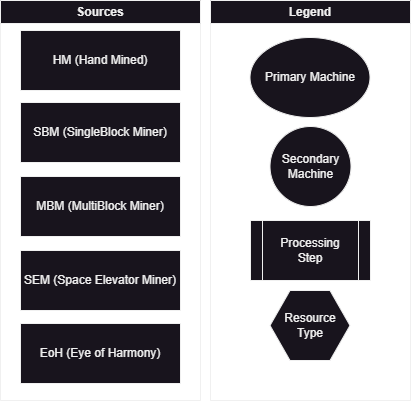 Sources
HM (Hand Mined)
SBM (SingleBlock Miner)
MBM (MultiBlock Miner)
SEM (Space Elevator Miner)
EoH (Eye of Harmony)
Legend
Primary Machine
Secondary
Machine
Processing
Step
Resource
Type